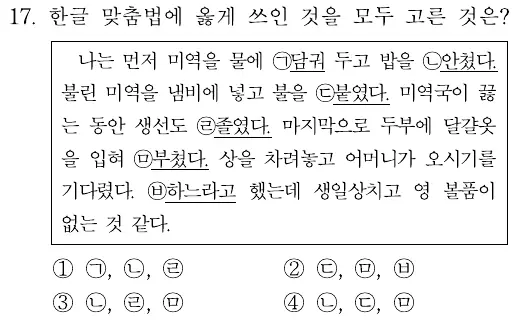 17. 한글 맞춤법에 옳게 쓰인 것을 모두 고른 것은?
나는 먼저 미역을 물에 ㉠담궈 두고 밥을 ㉡안쳤다.
불린 미역을 냄비에 넣고 불을 ㉢붙였다. 미역국이 끓
는 동안 생선도 ㉣졸였다. 마지막으로 두부에 달걀옷
을 입혀 ㉤부쳤다. 상을 차려놓고 어머니가 오시기를
기다렸다. ㉥하느라고 했는데 생일상치고 영 볼품이
없는 것 같다.
① ㉠, ㉡, ㉣ ② ㉢, ㉤, ㉥
③ ㉡, ㉣, ㉤ ④ ㉡, ㉢, ㉤